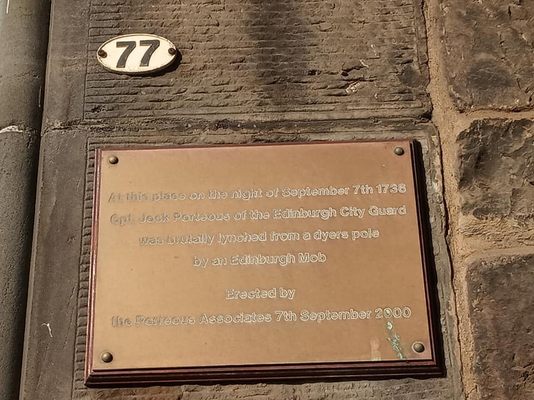 77
At this place on the night of September 7th 1736
Cpt. Jock Porteous of the Edinburgh City Guard
was brutally lynched from a dyers pole
by an Edinburgh Mob
Erected by
the Porteous Associates 7th September 2000